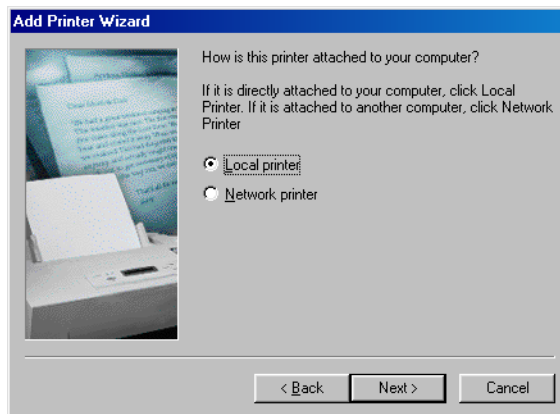 Add Printer Wizard
How is this printer attached to your computer?
If it is directly attached to your computer, click Local
Printer. If it is attached to another computer, click Network
Printer
Local printer
Network printer
< Back
Next >
Cancel